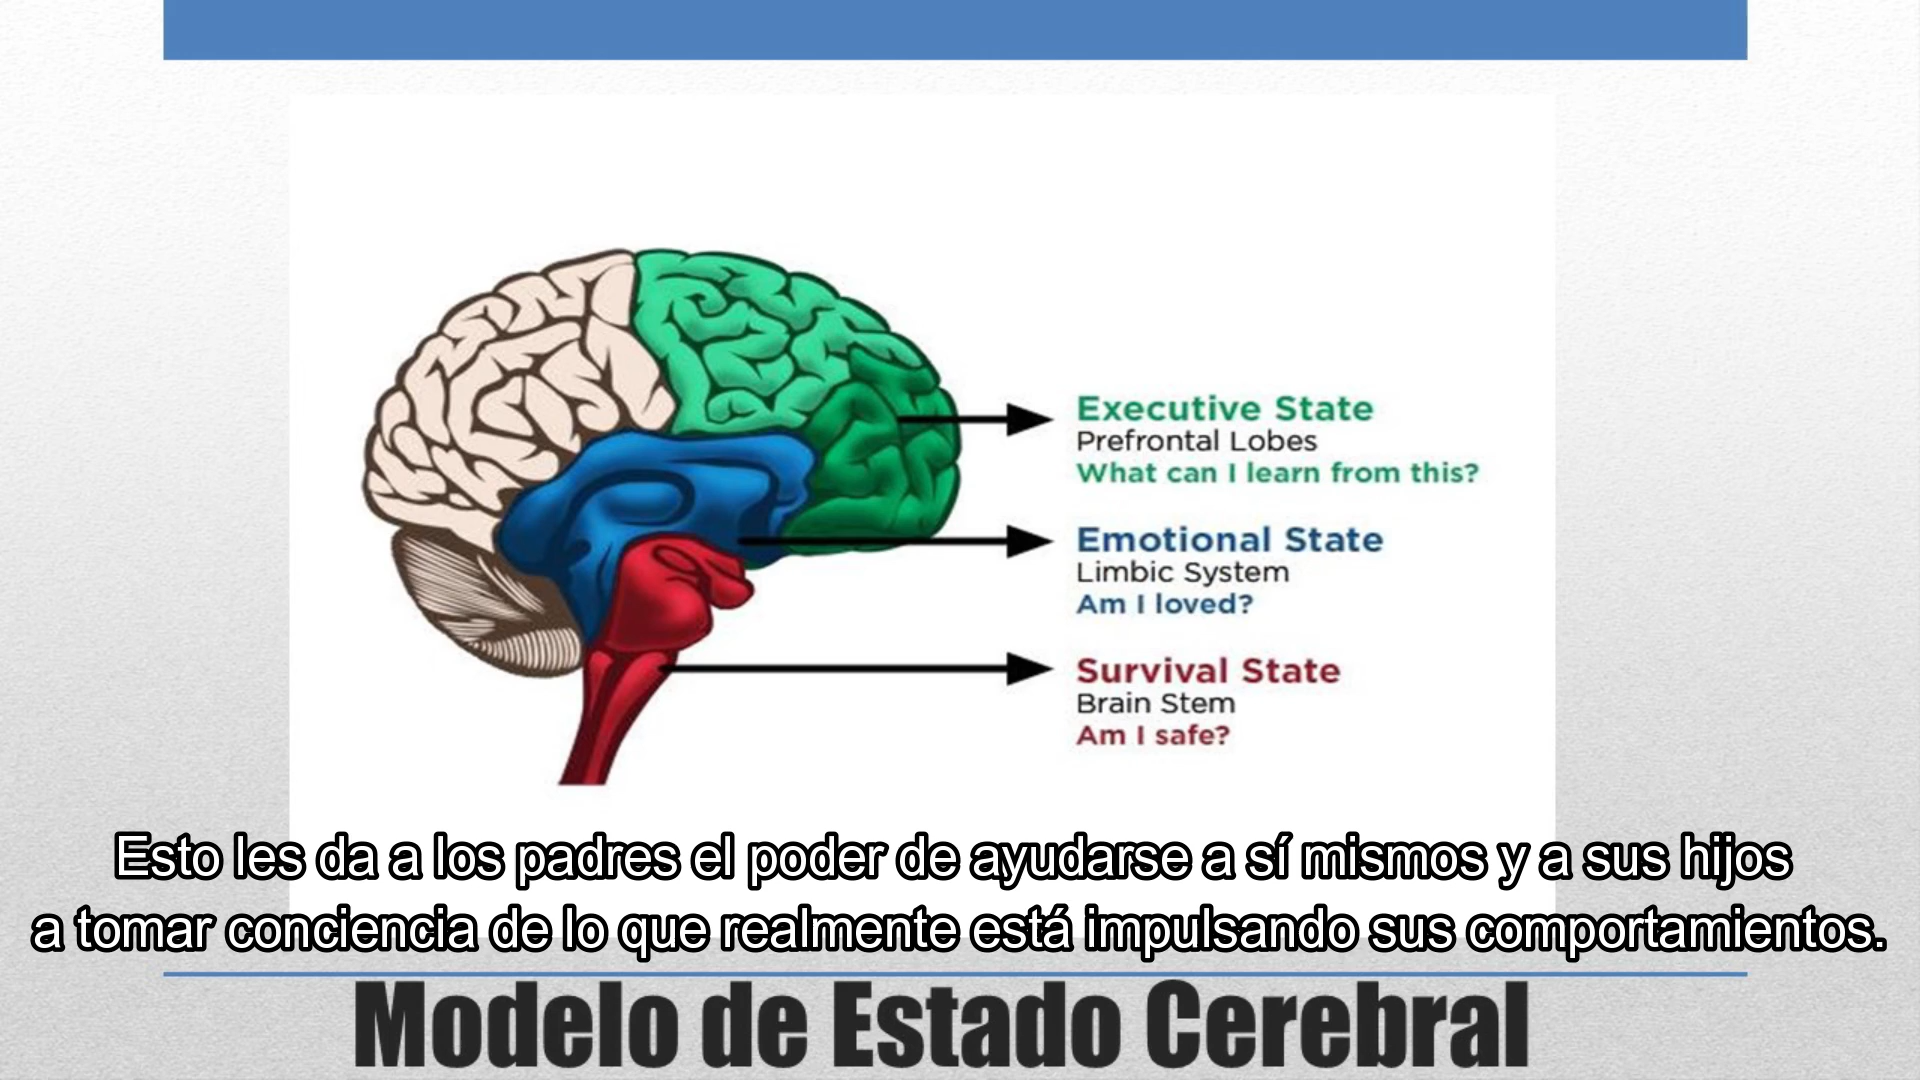 Executive State
Prefrontal Lobes
What can I learn from this?
Emotional State
Limbic System
Am I loved?
Survival State
Brain Stem
Am I safe?
Esto les da a los padres el poder de ayudarse a sí mismos y a sus hijos
a tomar conciencia de lo que realmente está impulsando sus comportamientos.
Modelo de Estado Cerebral